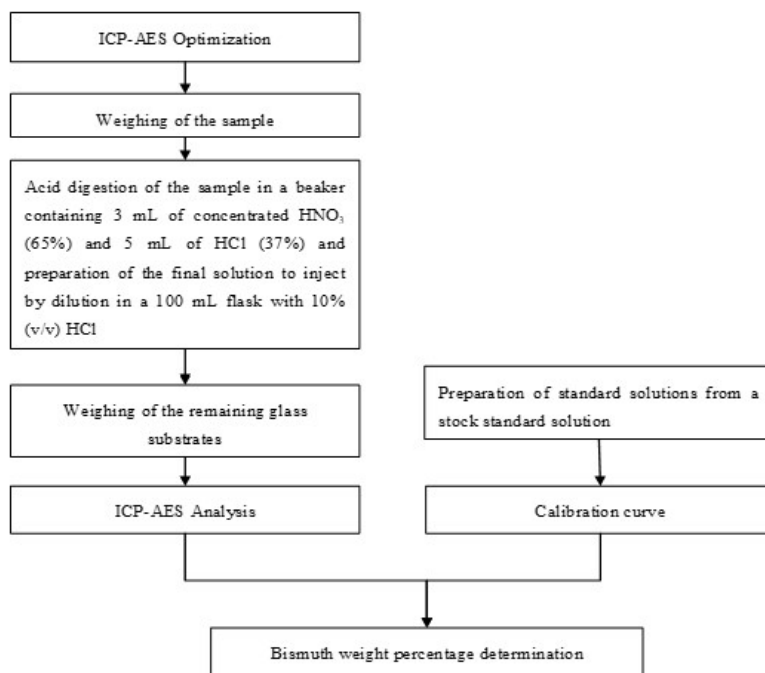 ICP-AES Optimization
Weighing of the sample
Acid digestion of the sample in a beaker
containing 3 mL of concentrated HNO₃
(65%) and 5 mL of HCl (37%) and
preparation of the final solution to inject
by dilution in a 100 mL flask with 10%
(v/v) HCl
Weighing of the remaining glass
substrates
Preparation of standard solutions from a
stock standard solution
ICP-AES Analysis
Calibration curve
Bismuth weight percentage determination